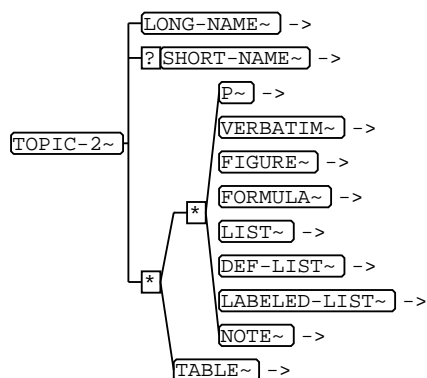 LONG-NAME~ ->
? SHORT-NAME~ ->
P~ ->
TOPIC-2~
VERBATIM~ ->
FIGURE~ ->
FORMULA~ ->
*
LIST~ ->
DEF-LIST~ ->
*
LABELED-LIST~ ->
NOTE~ ->
TABLE~ ->